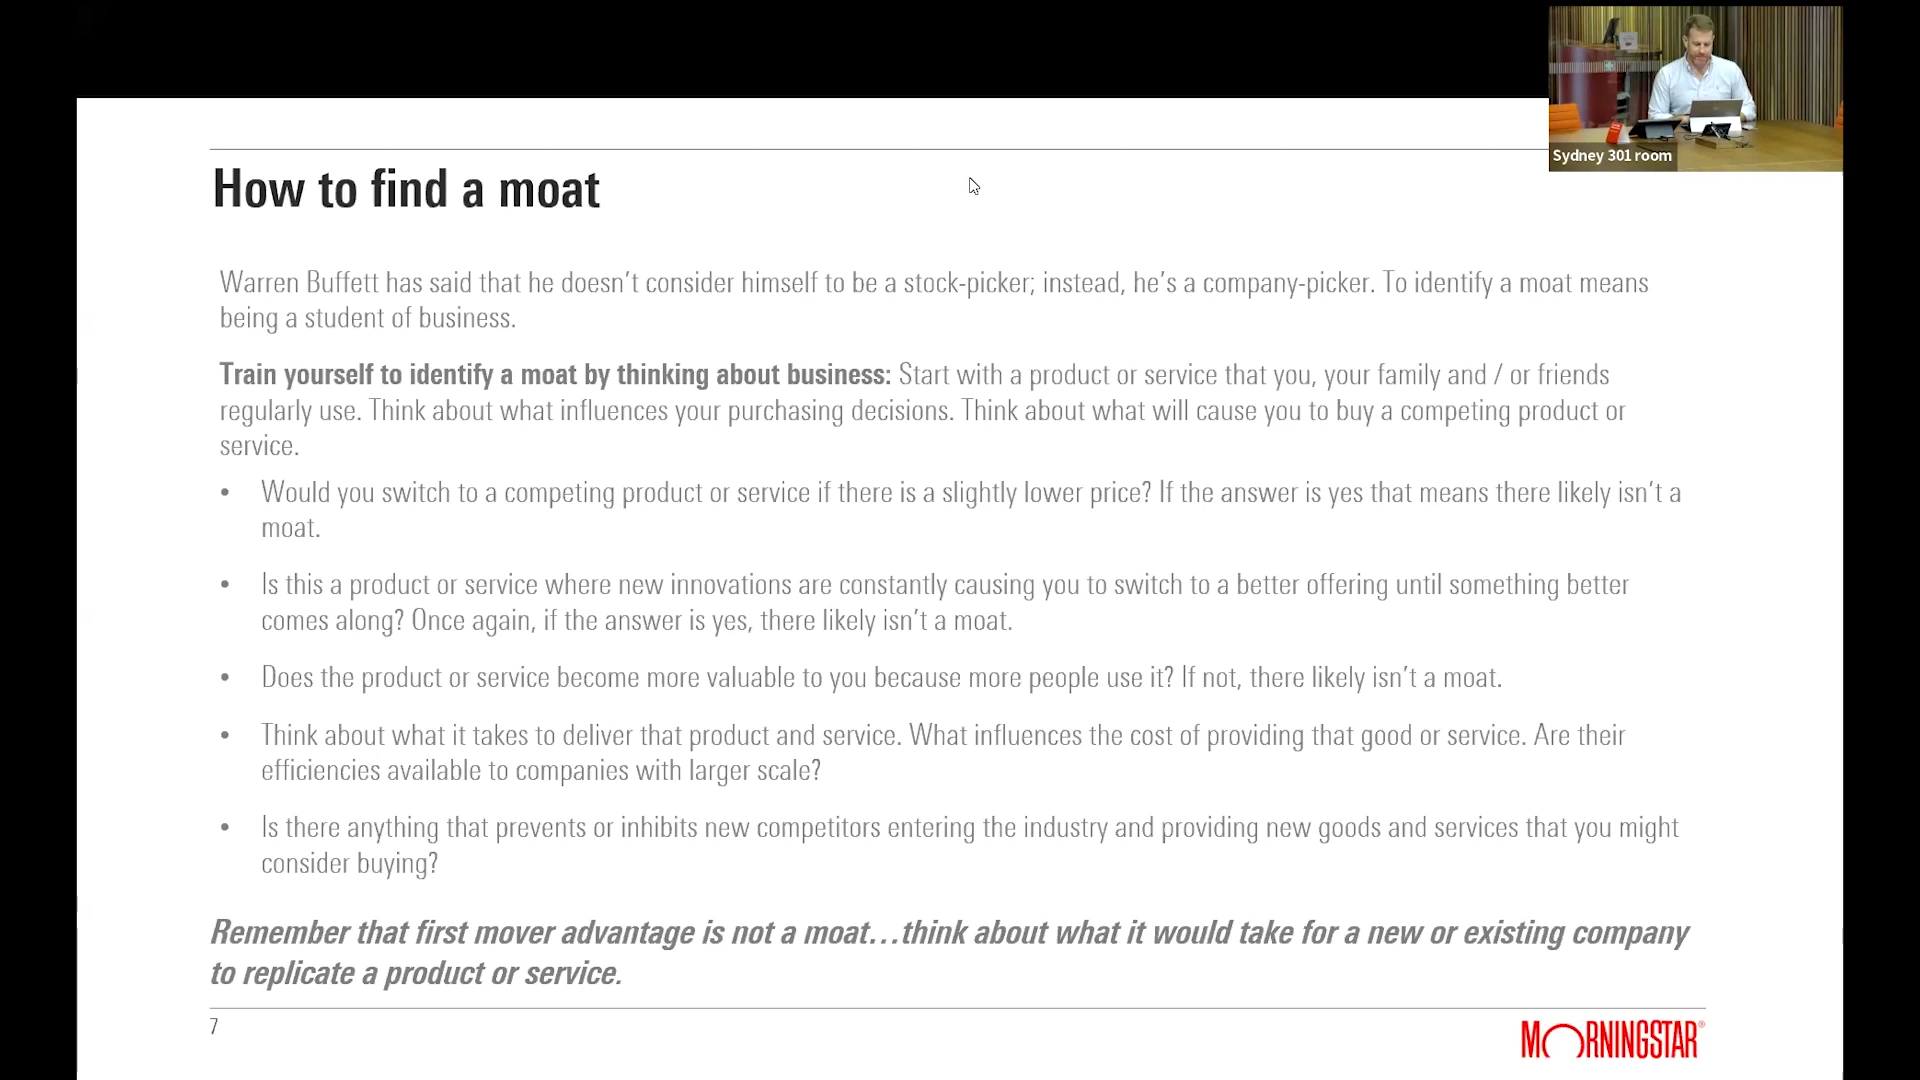 Sydney 301 room
How to find a moat
Warren Buffett has said that he doesn’t consider himself to be a stock-picker; instead, he’s a company-picker. To identify a moat means
being a student of business.
Train yourself to identify a moat by thinking about business: Start with a product or service that you, your family and / or friends
regularly use. Think about what influences your purchasing decisions. Think about what will cause you to buy a competing product or
service.
• Would you switch to a competing product or service if there is a slightly lower price? If the answer is yes that means there likely isn’t a
moat.
• Is this a product or service where new innovations are constantly causing you to switch to a better offering until something better
comes along? Once again, if the answer is yes, there likely isn’t a moat.
• Does the product or service become more valuable to you because more people use it? If not, there likely isn’t a moat.
• Think about what it takes to deliver that product and service. What influences the cost of providing that good or service. Are their
efficiencies available to companies with larger scale?
• Is there anything that prevents or inhibits new competitors entering the industry and providing new goods and services that you might
consider buying?
Remember that first mover advantage is not a moat…think about what it would take for a new or existing company
to replicate a product or service.
7
MORNINGSTAR®